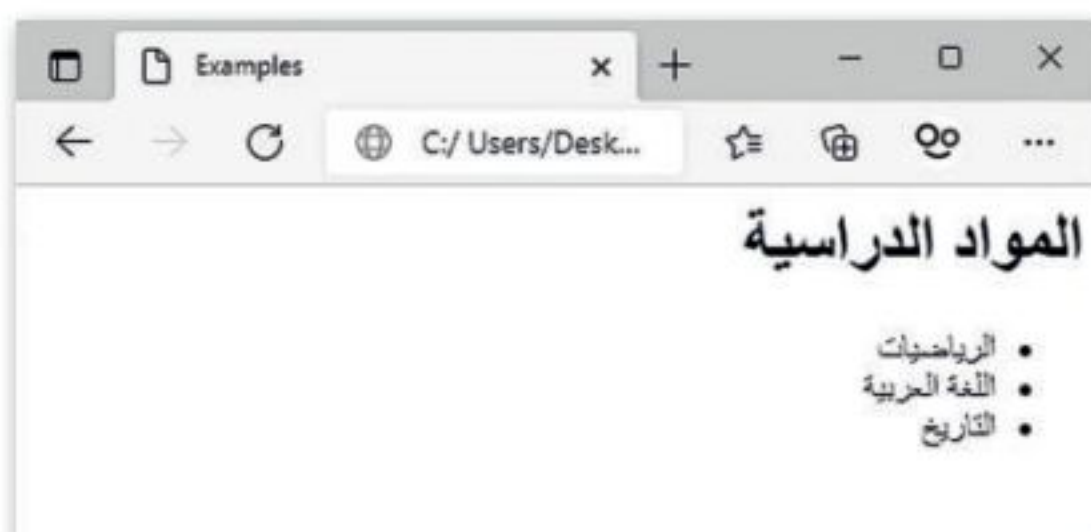 Examples
C:/ Users/Desk...
المواد الدراسية
• الرياضيات
• اللغة العربية
• التاريخ